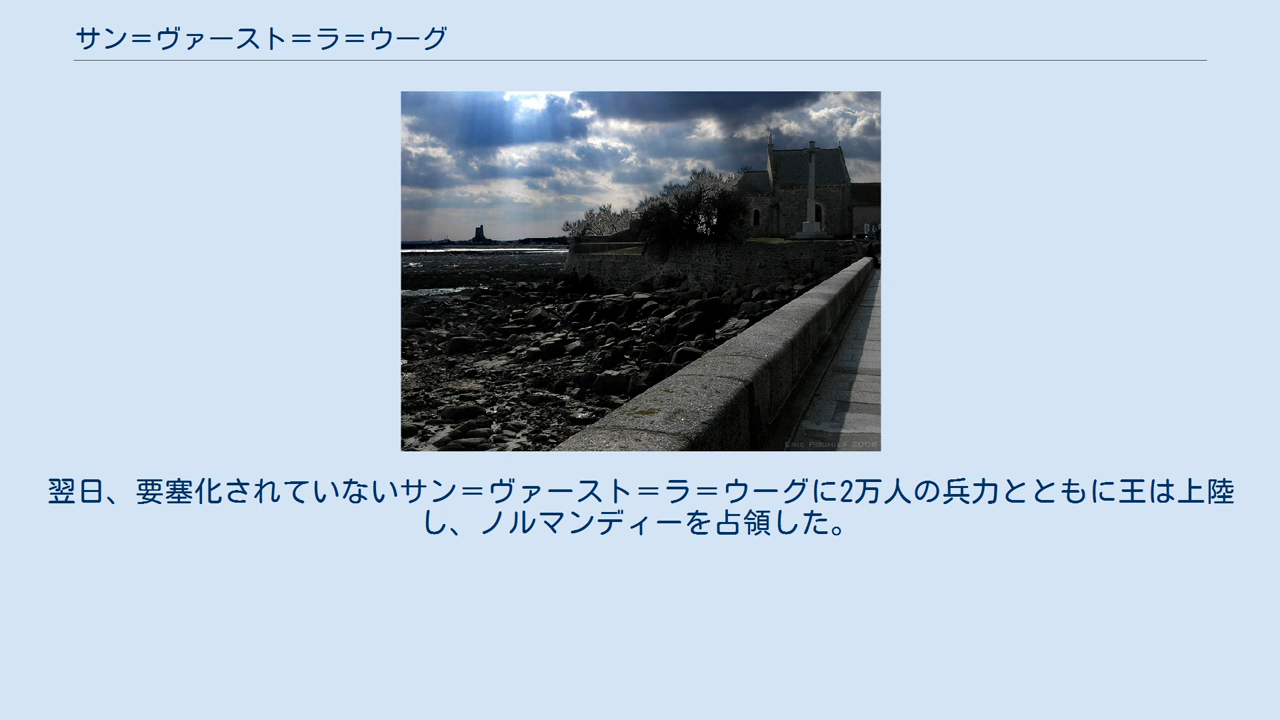 サン＝ヴァースト＝ラ＝ウーグ
ERIC POUHIER 2006
翌日、要塞化されていないサン＝ヴァースト＝ラ＝ウーグに2万人の兵力とともに王は上陸
し、ノルマンディーを占領した。